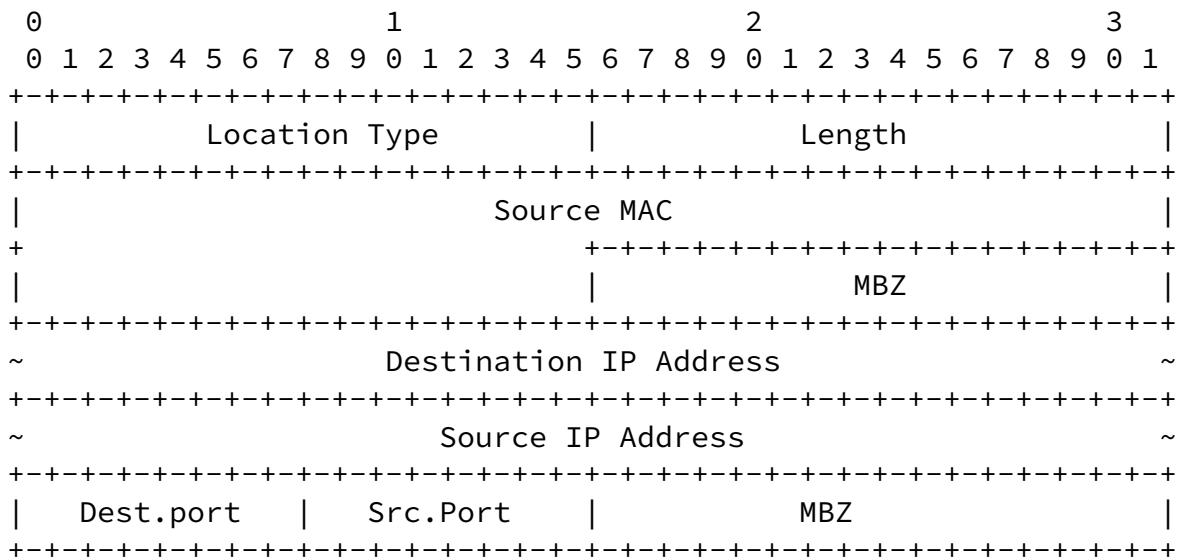 0                   1                   2                   3
 0 1 2 3 4 5 6 7 8 9 0 1 2 3 4 5 6 7 8 9 0 1 2 3 4 5 6 7 8 9 0 1
+-+-+-+-+-+-+-+-+-+-+-+-+-+-+-+-+-+-+-+-+-+-+-+-+-+-+-+-+-+-+-+-+
|         Location Type         |           Length              |
+-+-+-+-+-+-+-+-+-+-+-+-+-+-+-+-+-+-+-+-+-+-+-+-+-+-+-+-+-+-+-+-+
|                          Source MAC                           |
+                               +-+-+-+-+-+-+-+-+-+-+-+-+-+-+-+-+
|                               |              MBZ              |
+-+-+-+-+-+-+-+-+-+-+-+-+-+-+-+-+-+-+-+-+-+-+-+-+-+-+-+-+-+-+-+-+
~                    Destination IP Address                     ~
+-+-+-+-+-+-+-+-+-+-+-+-+-+-+-+-+-+-+-+-+-+-+-+-+-+-+-+-+-+-+-+-+
~                       Source IP Address                       ~
+-+-+-+-+-+-+-+-+-+-+-+-+-+-+-+-+-+-+-+-+-+-+-+-+-+-+-+-+-+-+-+-+
|   Dest.port   |   Src.Port    |           MBZ                 |
+-+-+-+-+-+-+-+-+-+-+-+-+-+-+-+-+-+-+-+-+-+-+-+-+-+-+-+-+-+-+-+-+